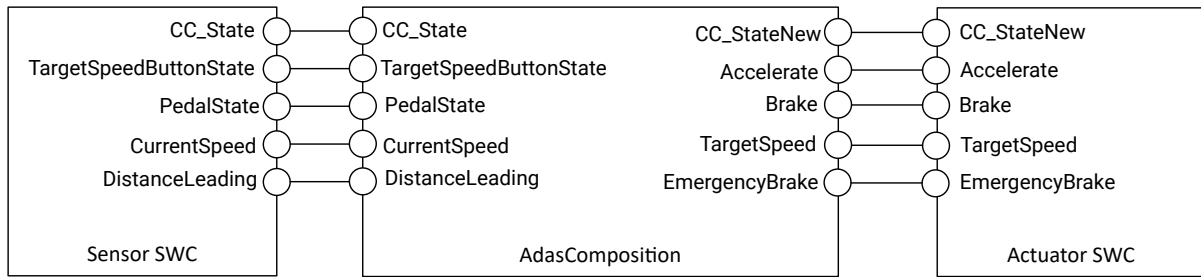 CC_State
TargetSpeedButtonState
PedalState
CurrentSpeed
DistanceLeading
Sensor SWC
CC_State
TargetSpeedButtonState
PedalState
CurrentSpeed
DistanceLeading
CC_StateNew
Accelerate
Brake
TargetSpeed
EmergencyBrake
AdasComposition
CC_StateNew
Accelerate
Brake
TargetSpeed
EmergencyBrake
Actuator SWC